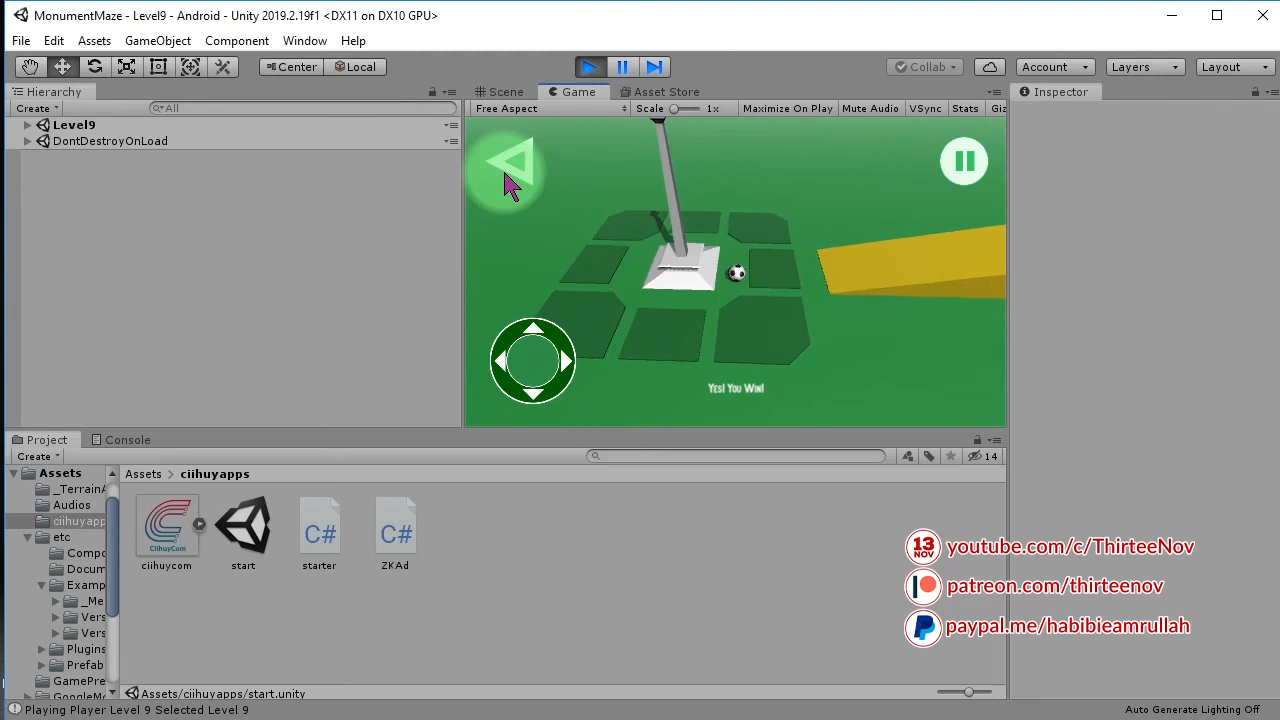 MonumentMaze - Level9 - Android - Unity 2019.2.19f1 <DX11 on DX10 GPU>
File Edit Assets GameObject Component Window Help
Center Local Collab Account Layers Layout
Hierarchy Scene Game Asset Store Inspector
Create All Free Aspect Scale 1x Maximize On Play Mute Audio VSync Stats Giz
Level9
DontDestroyOnLoad
Yes! You Win!
Project Console
Create 14
Assets
_TerrainA
Audios
ciihuyapp
etc
Compo
Docum
Examp
_Me
Vers
Vers
Plugins
Prefab
GamePre
GoogleMo
Assets ciihuyapps
13 NOV
CiihuyCom
C# C#
ciihuycom start starter ZKAd
youtube.com/c/ThirteeNov
patreon.com/thirteenov
paypal.me/habibieamrullah
Assets/ciihuyapps/start.unity
Playing Player Level 9 Selected Level 9 Auto Generate Lighting Off